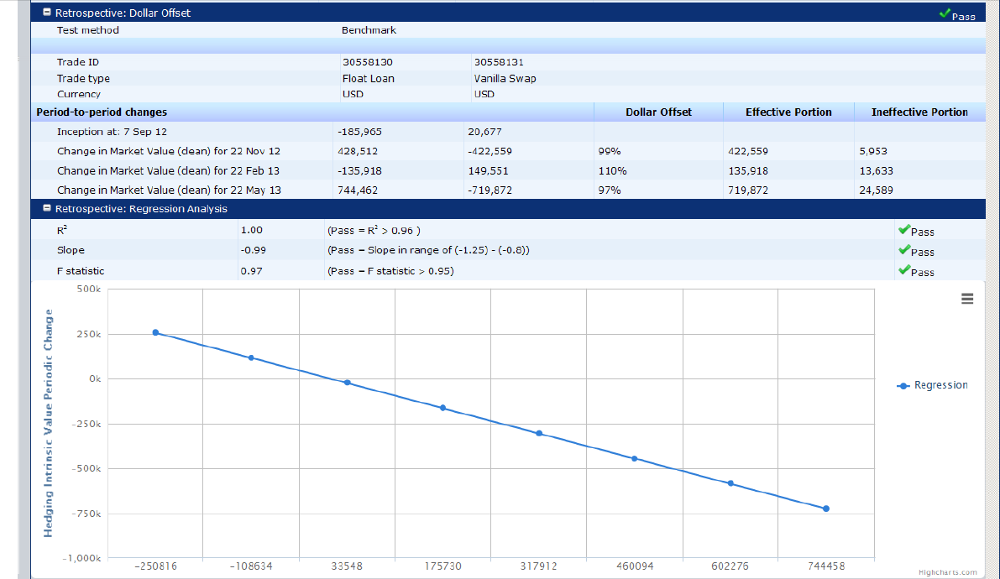 Retrospective: Dollar Offset Pass
Test method Benchmark
Trade ID 30558130 30558131
Trade type Float Loan Vanilla Swap
Currency USD USD
Period-to-period changes Dollar Offset Effective Portion Ineffective Portion
Inception at: 7 Sep 12 -185,965 20,677
Change in Market Value (clean) for 22 Nov 12 428,512 -422,559 99% 422,559 5,953
Change in Market Value (clean) for 22 Feb 13 -135,918 149,551 110% 135,918 13,633
Change in Market Value (clean) for 22 May 13 744,462 -719,872 97% 719,872 24,589
Retrospective: Regression Analysis
R² 1.00 (Pass = R² > 0.96 ) Pass
Slope -0.99 (Pass = Slope in range of (-1.25) - (-0.8)) Pass
F statistic 0.97 (Pass = F statistic > 0.95) Pass
Hedging Intrinsic Value Periodic Change
500k
250k
0k
-250k
-500k
-750k
-1,000k
-250816 -108634 33548 175730 317912 460094 602276 744458
Regression
Highcharts.com